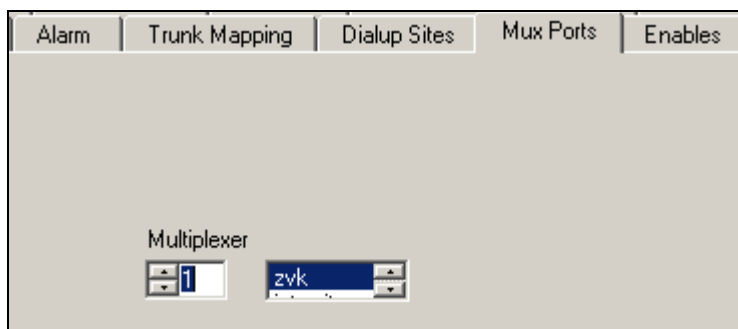 Alarm Trunk Mapping Dialup Sites Mux Ports Enables
Multiplexer
1 zvk